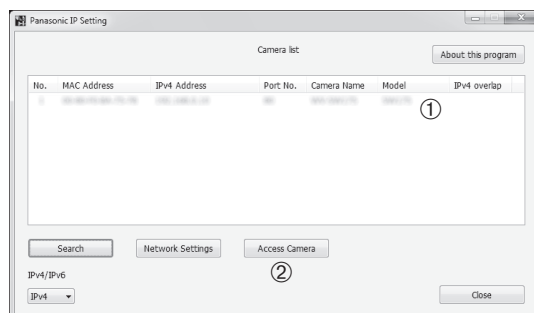 Panasonic IP Setting
Camera list
About this program
No. MAC Address IPv4 Address Port No. Camera Name Model IPv4 overlap
①
Search Network Settings Access Camera
②
IPv4/IPv6
IPv4 Close